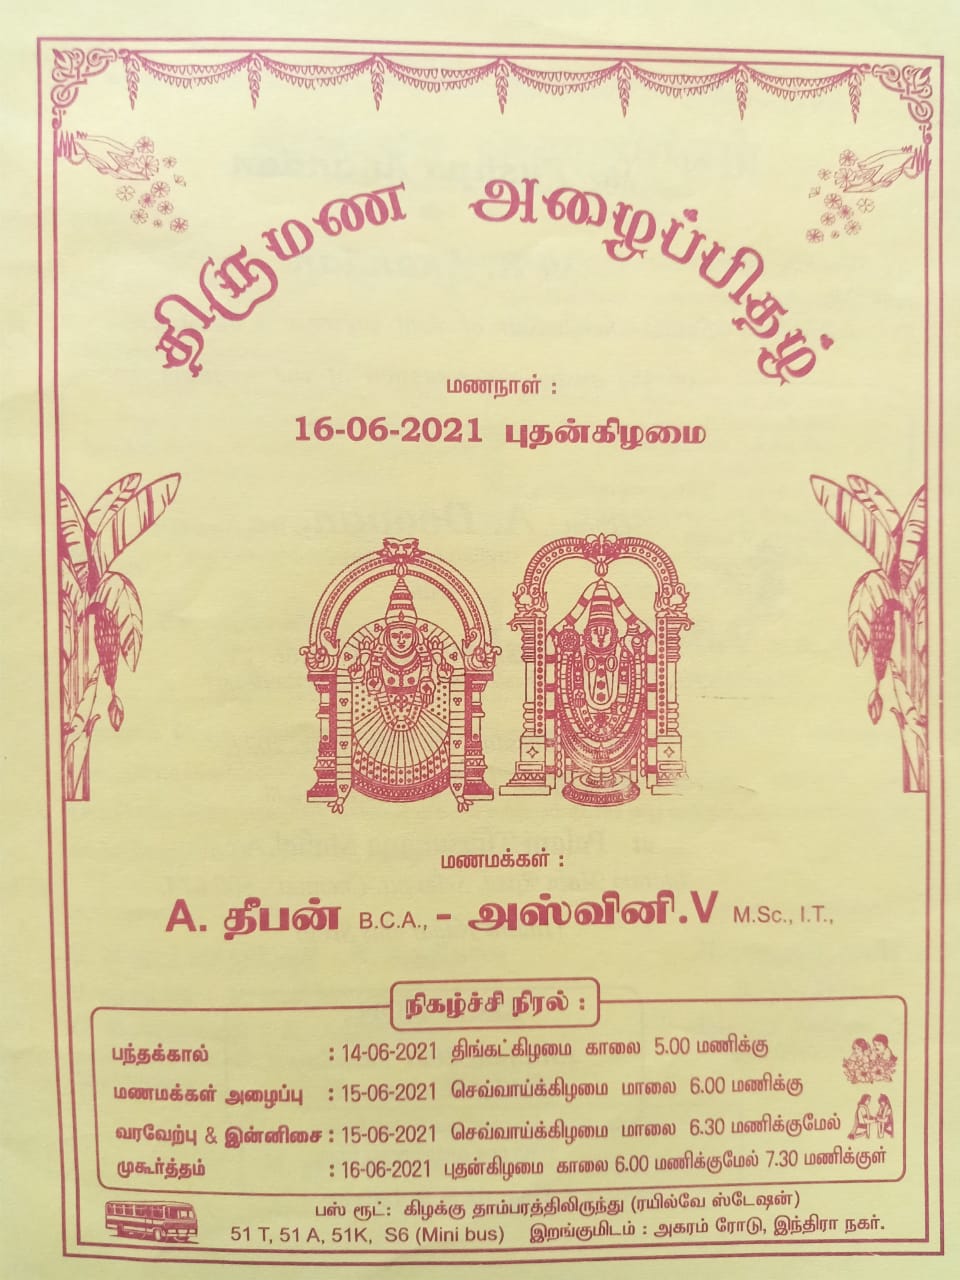 திருமண அழைப்பிதழ்
மணநாள் :
16-06-2021 புதன்கிழமை
மணமக்கள் :
A. தீபன் B.C.A., - அஸ்வினி.V M.Sc., I.T.,
நிகழ்ச்சி நிரல் :
பந்தக்கால் : 14-06-2021 திங்கட்கிழமை காலை 5.00 மணிக்கு
மணமக்கள் அழைப்பு : 15-06-2021 செவ்வாய்க்கிழமை மாலை 6.00 மணிக்கு
வரவேற்பு & இன்னிசை : 15-06-2021 செவ்வாய்க்கிழமை மாலை 6.30 மணிக்குமேல்
முகூர்த்தம் : 16-06-2021 புதன்கிழமை காலை 6.00 மணிக்குமேல் 7.30 மணிக்குள்
பஸ் ரூட்: கிழக்கு தாம்பரத்திலிருந்து (ரயில்வே ஸ்டேஷன்)
51 T, 51 A, 51K, S6 (Mini bus) இறங்குமிடம் : அகரம் ரோடு, இந்திரா நகர்.